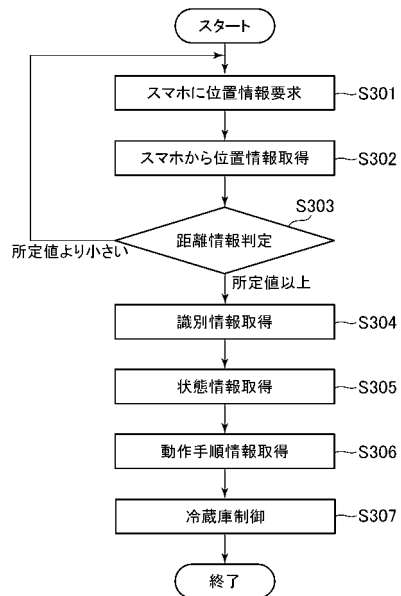 スタート
スマホに位置情報要求
S301
スマホから位置情報取得
S302
S303
距離情報判定
所定値より小さい
所定値以上
識別情報取得
S304
状態情報取得
S305
動作手順情報取得
S306
冷蔵庫制御
S307
終了